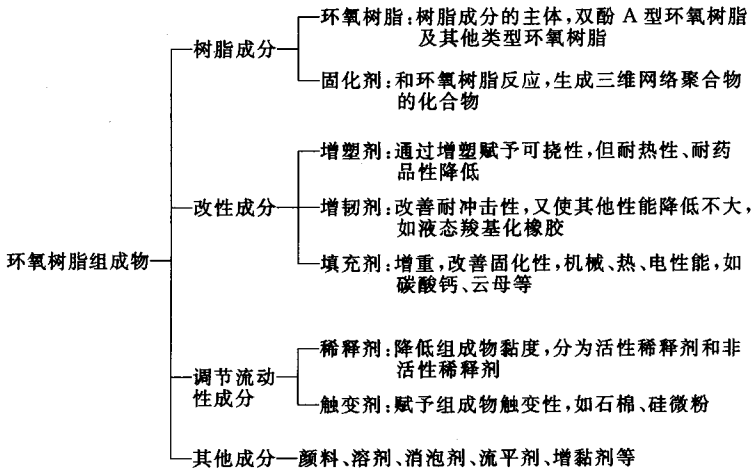 环氧树脂:树脂成分的主体,双酚 A 型环氧树脂
及其他类型环氧树脂
树脂成分
固化剂:和环氧树脂反应,生成三维网络聚合物
的化合物
增塑剂:通过增塑赋予可挠性,但耐热性、耐药
品性降低
改性成分
增韧剂:改善耐冲击性,又使其他性能降低不大,
如液态羧基化橡胶
环氧树脂组成物
填充剂:增重,改善固化性,机械、热、电性能,如
碳酸钙、云母等
稀释剂:降低组成物黏度,分为活性稀释剂和非
活性稀释剂
调节流动
性成分
触变剂:赋予组成物触变性,如石棉、硅微粉
其他成分
颜料、溶剂、消泡剂、流平剂、增黏剂等